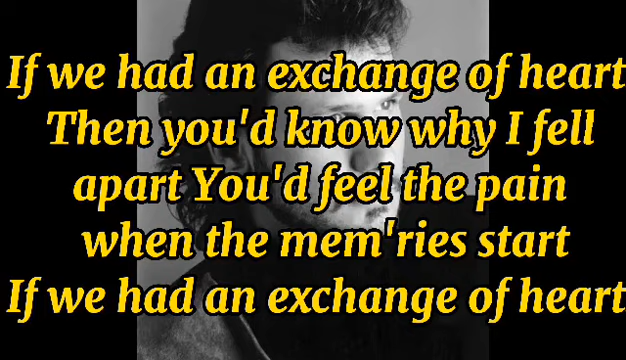 If we had an exchange of heart
Then you'd know why I fell
apart You'd feel the pain
when the mem'ries start
If we had an exchange of heart